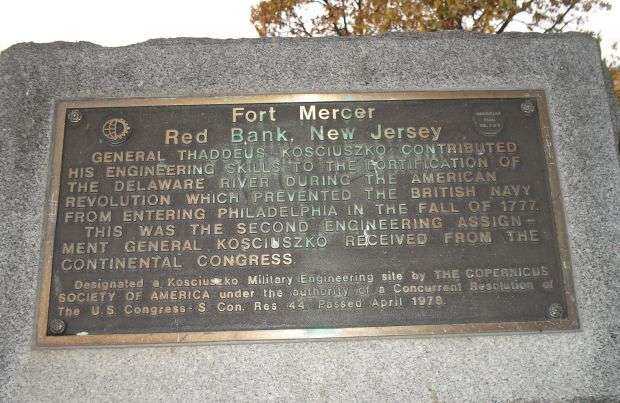 Fort Mercer
Red Bank, New Jersey
GENERAL THADDEUS KOSCIUSZKO CONTRIBUTED
HIS ENGINEERING SKILLS TO THE FORTIFICATION OF
THE DELAWARE RIVER DURING THE AMERICAN
REVOLUTION WHICH PREVENTED THE BRITISH NAVY
FROM ENTERING PHILADELPHIA IN THE FALL OF 1777.
THIS WAS THE SECOND ENGINEERING ASSIGN-
MENT GENERAL KOSCIUSZKO RECEIVED FROM THE
CONTINENTAL CONGRESS
Designated a Kosciuszko Military Engineering site by THE COPERNICUS
SOCIETY OF AMERICA under the authority of a Concurrent Resolution of
The U.S. Congress - S. Con. Res 44 Passed April 1978.